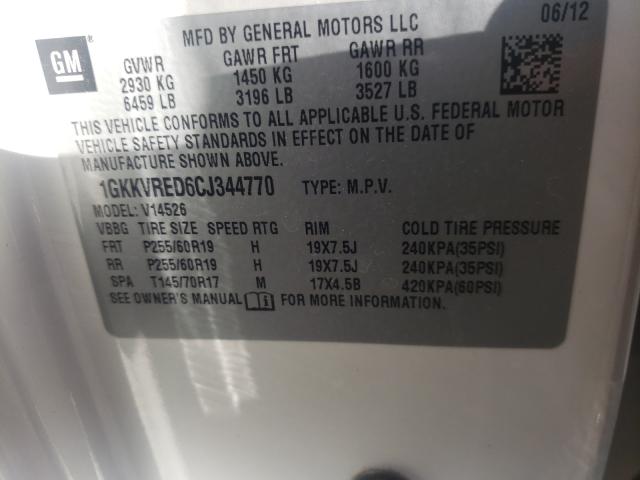 MFD BY GENERAL MOTORS LLC 06/12
GM
GVWR GAWR FRT GAWR RR
2930 KG 1450 KG 1600 KG
6459 LB 3196 LB 3527 LB
THIS VEHICLE CONFORMS TO ALL APPLICABLE U.S. FEDERAL MOTOR
VEHICLE SAFETY STANDARDS IN EFFECT ON THE DATE OF
MANUFACTURE SHOWN ABOVE.
1GKKVRED6CJ344770 TYPE: M.P.V.
MODEL: V14526
VBBG TIRE SIZE SPEED RTG RIM COLD TIRE PRESSURE
FRT P255/60R19 H 19X7.5J 240KPA(35PSI)
RR P255/60R19 H 19X7.5J 240KPA(35PSI)
SPA T145/70R17 M 17X4.5B 420KPA(60PSI)
SEE OWNER'S MANUAL FOR MORE INFORMATION.